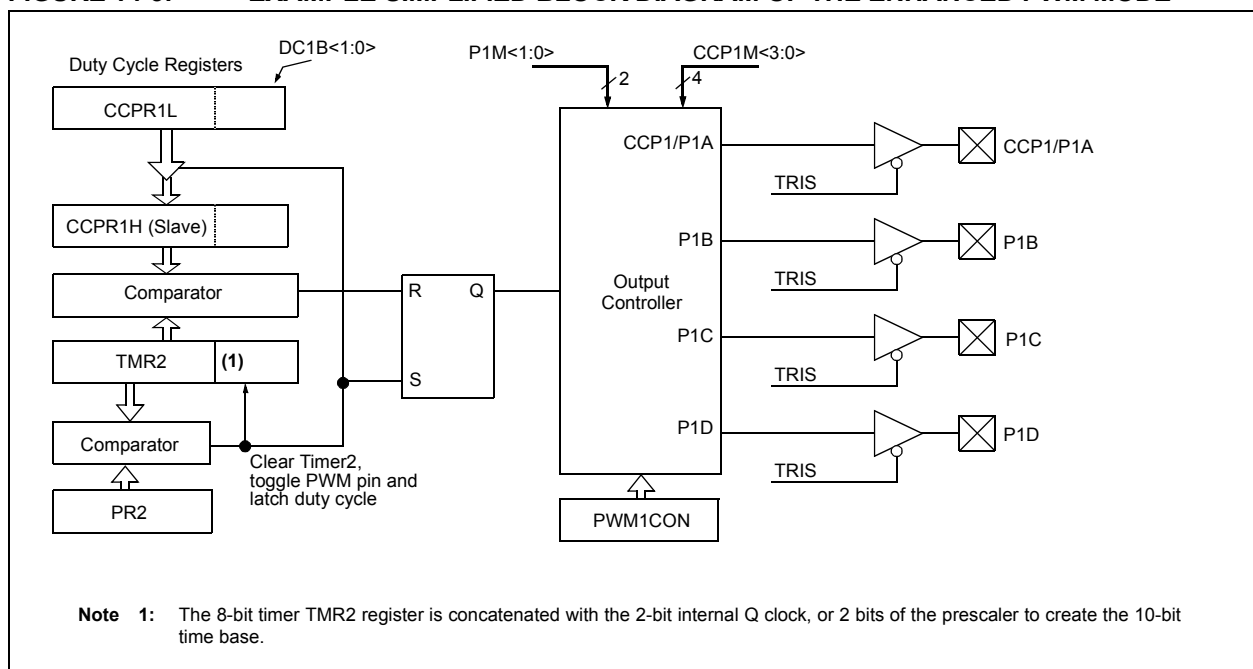 DC1B<1:0>
Duty Cycle Registers
CCPR1L
CCPR1H (Slave)
Comparator
TMR2
(1)
Comparator
PR2
Clear Timer2,
toggle PWM pin and
latch duty cycle
R
Q
S
P1M<1:0>
2
CCP1M<3:0>
4
CCP1/P1A
P1B
Output
Controller
P1C
P1D
PWM1CON
TRIS
CCP1/P1A
TRIS
P1B
TRIS
P1C
TRIS
P1D
Note 1: The 8-bit timer TMR2 register is concatenated with the 2-bit internal Q clock, or 2 bits of the prescaler to create the 10-bit
time base.